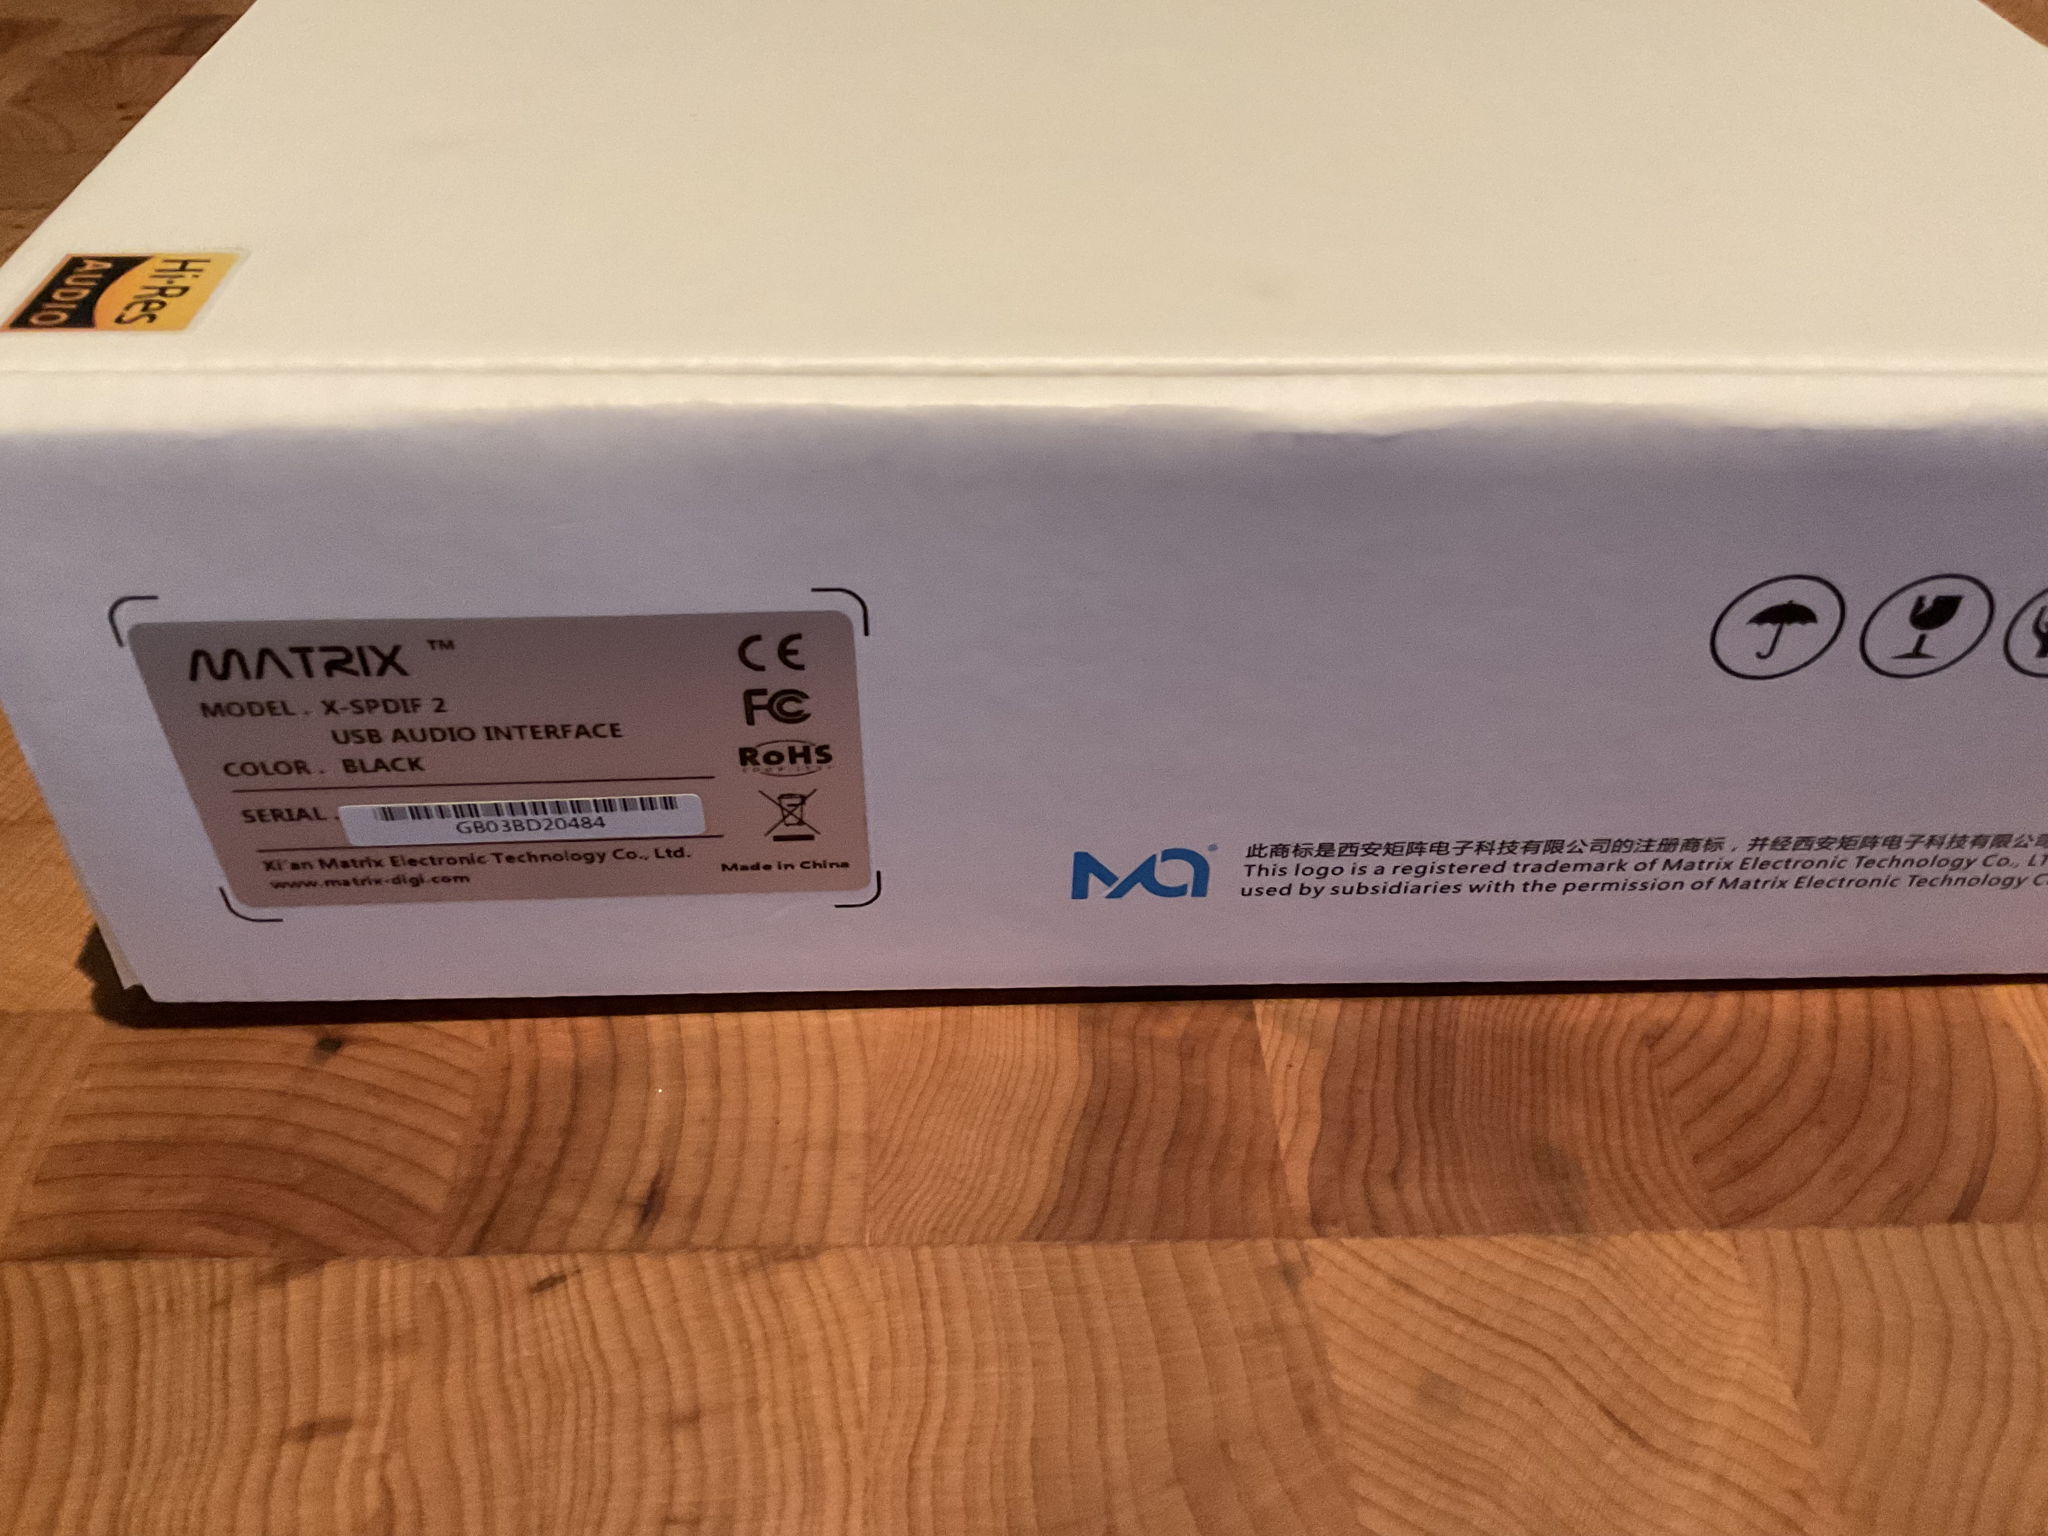 Hi-Res
AUDIO
MATRIX ™
MODEL . X-SPDIF 2
USB AUDIO INTERFACE
COLOR . BLACK
SERIAL .
GB03BD20484
Xi'an Matrix Electronic Technology Co., Ltd.
www.matrix-digi.com
CE
FC
RoHS
Made in China
此商标是西安矩阵电子科技有限公司的注册商标，并经西安矩阵电子科技有限公司
This logo is a registered trademark of Matrix Electronic Technology Co., LT
used by subsidiaries with the permission of Matrix Electronic Technology C